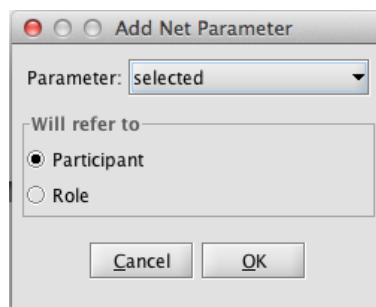 Add Net Parameter
Parameter: selected
Will refer to
Participant
Role
Cancel OK